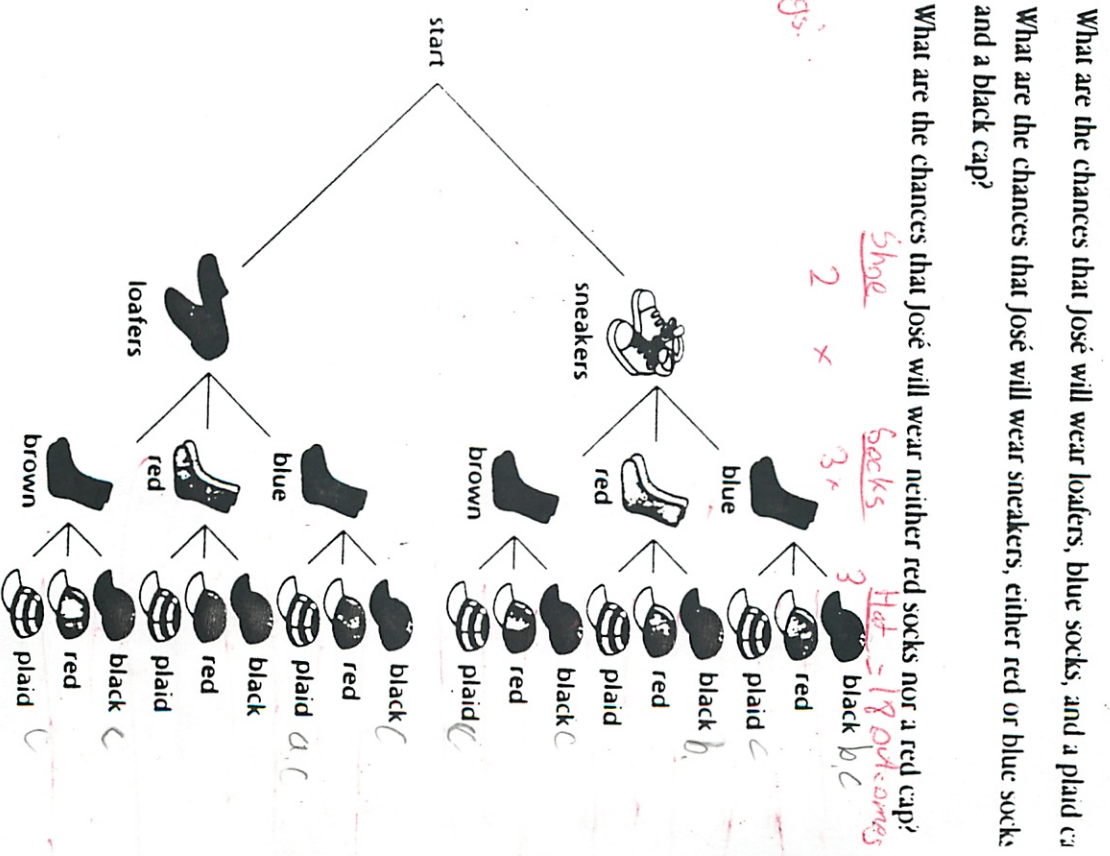 What are the chances that José will wear loafers, blue socks, and a plaid ca
What are the chances that José will wear sneakers, either red or blue socks
and a black cap?
What are the chances that José will wear neither red socks nor a red cap?
Shoe Socks Hat
2 x 3 x 3 = 18 outcomes
gs.
start
sneakers
blue
black b,c
red
plaid c
red
black b
red
plaid
brown
black c
red
plaid c
loafers
blue
black c
red
plaid a,c
red
black
red
plaid
brown
black c
red
plaid c